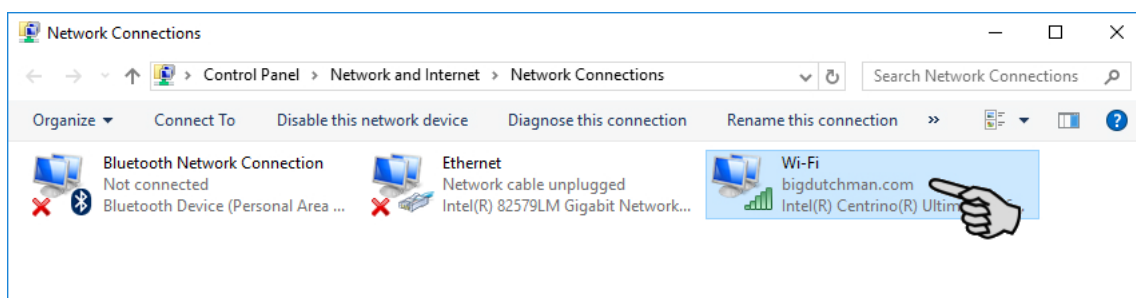 Network Connections
Control Panel > Network and Internet > Network Connections
Search Network Connections
Organize Connect To Disable this network device Diagnose this connection Rename this connection »
Bluetooth Network Connection
Not connected
Bluetooth Device (Personal Area ...
Ethernet
Network cable unplugged
Intel(R) 82579LM Gigabit Network...
Wi-Fi
bigdutchman.com
Intel(R) Centrino(R)